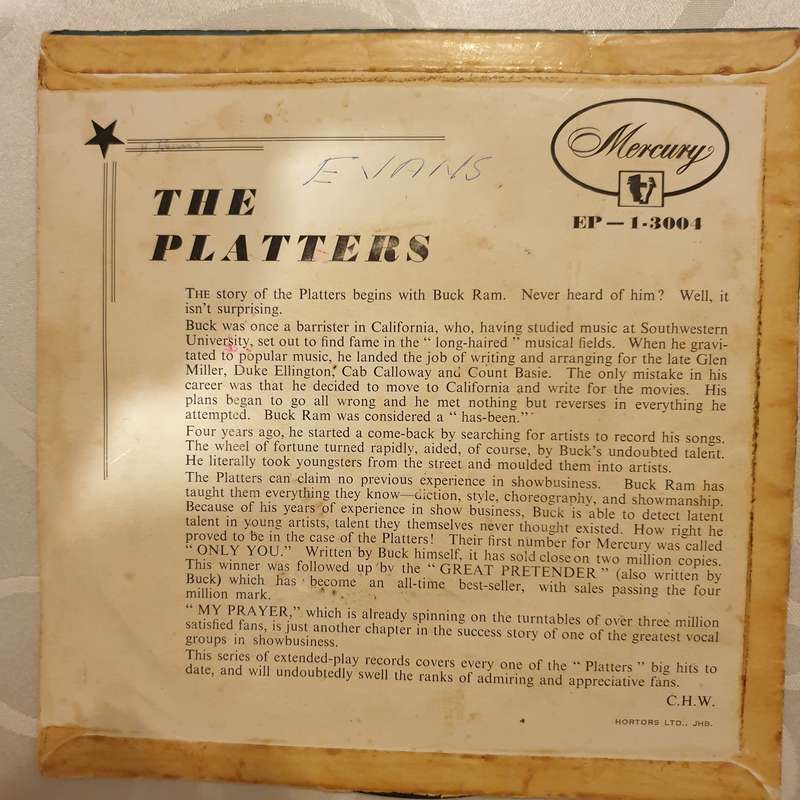 Mercury
EP — 1-3004
EVANS
THE
PLATTERS
THE story of the Platters begins with Buck Ram. Never heard of him? Well, it
isn't surprising.
Buck was once a barrister in California, who, having studied music at Southwestern
University, set out to find fame in the “ long-haired ” musical fields. When he gravi-
tated to popular music, he landed the job of writing and arranging for the late Glen
Miller, Duke Ellington, Cab Calloway and Count Basie. The only mistake in his
career was that he decided to move to California and write for the movies. His
plans began to go all wrong and he met nothing but reverses in everything he
attempted. Buck Ram was considered a “ has-been.”
Four years ago, he started a come-back by searching for artists to record his songs.
The wheel of fortune turned rapidly, aided, of course, by Buck's undoubted talent.
He literally took youngsters from the street and moulded them into artists.
The Platters can claim no previous experience in showbusiness. Buck Ram has
taught them everything they know—diction, style, choreography, and showmanship.
Because of his years of experience in show business, Buck is able to detect latent
talent in young artists, talent they themselves never thought existed. How right he
proved to be in the case of the Platters! Their first number for Mercury was called
“ ONLY YOU.” Written by Buck himself, it has sold close on two million copies.
This winner was followed up by the “ GREAT PRETENDER ” (also written by
Buck) which has become an all-time best-seller, with sales passing the four
million mark.
“ MY PRAYER,” which is already spinning on the turntables of over three million
satisfied fans, is just another chapter in the success story of one of the greatest vocal
groups in showbusiness.
This series of extended-play records covers every one of the “ Platters ” big hits to
date, and will undoubtedly swell the ranks of admiring and appreciative fans.
C.H.W.
HORTORS LTD., JHB.